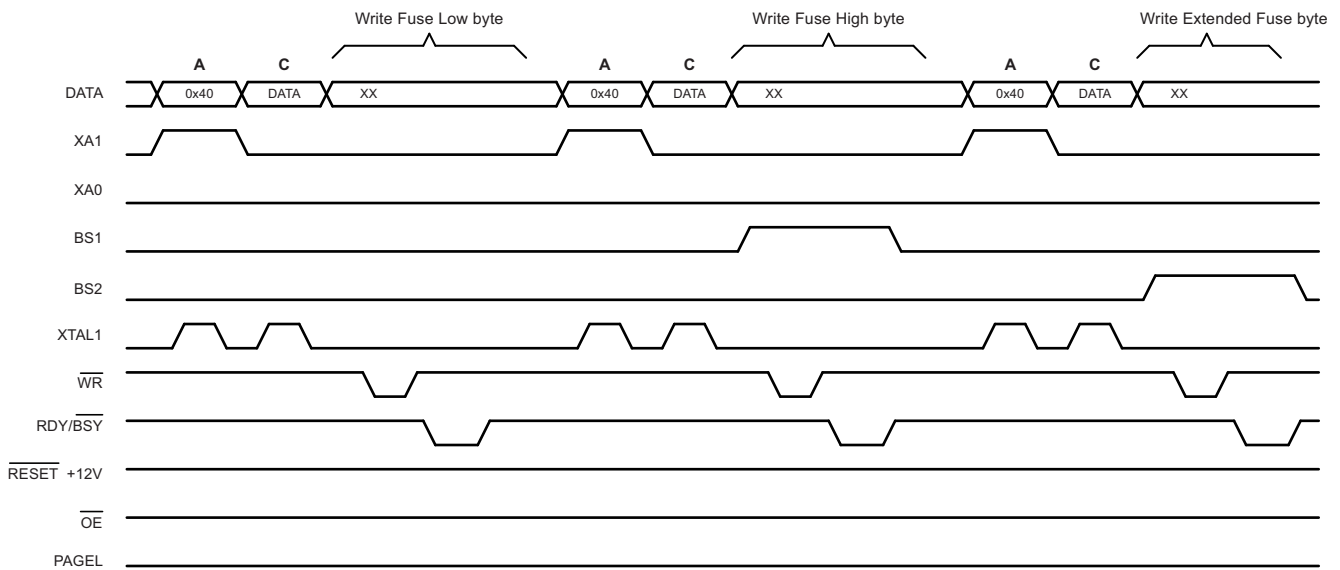 Write Fuse Low byte Write Fuse High byte Write Extended Fuse byte
A C A C A C
DATA 0x40 DATA XX 0x40 DATA XX 0x40 DATA XX
XA1
XA0
BS1
BS2
XTAL1
WR
RDY/BSY
RESET +12V
OE
PAGEL